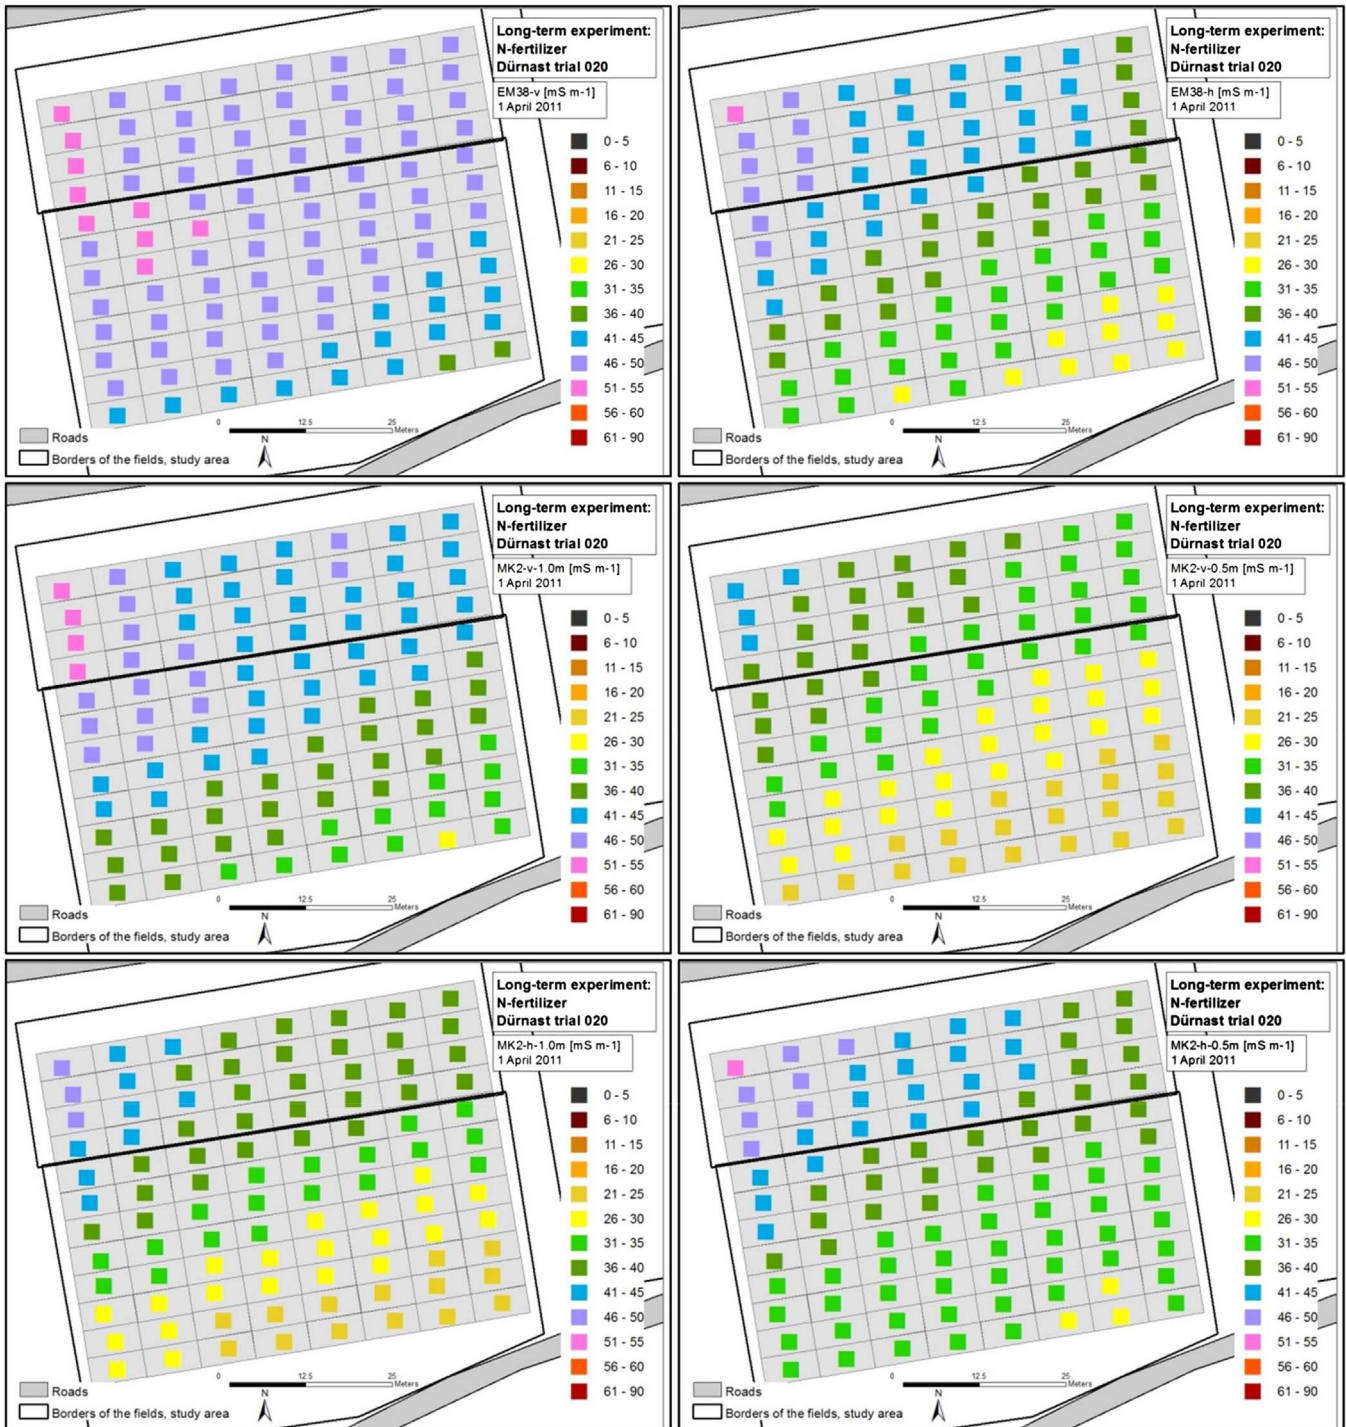 Long-term experiment:
N-fertilizer
Dürnast trial 020
EM38-v [mS m-1]
1 April 2011
0 - 5
6 - 10
11 - 15
16 - 20
21 - 25
26 - 30
31 - 35
36 - 40
41 - 45
46 - 50
51 - 55
56 - 60
61 - 90
0 12.5 25
Meters
N
Roads
Borders of the fields, study area
Long-term experiment:
N-fertilizer
Dürnast trial 020
EM38-h [mS m-1]
1 April 2011
0 - 5
6 - 10
11 - 15
16 - 20
21 - 25
26 - 30
31 - 35
36 - 40
41 - 45
46 - 50
51 - 55
56 - 60
61 - 90
0 12.5 25
Meters
N
Roads
Borders of the fields, study area
Long-term experiment:
N-fertilizer
Dürnast trial 020
MK2-v-1.0m [mS m-1]
1 April 2011
0 - 5
6 - 10
11 - 15
16 - 20
21 - 25
26 - 30
31 - 35
36 - 40
41 - 45
46 - 50
51 - 55
56 - 60
61 - 90
0 12.5 25
Meters
N
Roads
Borders of the fields, study area
Long-term experiment:
N-fertilizer
Dürnast trial 020
MK2-v-0.5m [mS m-1]
1 April 2011
0 - 5
6 - 10
11 - 15
16 - 20
21 - 25
26 - 30
31 - 35
36 - 40
41 - 45
46 - 50
51 - 55
56 - 60
61 - 90
0 12.5 25
Meters
N
Roads
Borders of the fields, study area
Long-term experiment:
N-fertilizer
Dürnast trial 020
MK2-h-1.0m [mS m-1]
1 April 2011
0 - 5
6 - 10
11 - 15
16 - 20
21 - 25
26 - 30
31 - 35
36 - 40
41 - 45
46 - 50
51 - 55
56 - 60
61 - 90
0 12.5 25
Meters
N
Roads
Borders of the fields, study area
Long-term experiment:
N-fertilizer
Dürnast trial 020
MK2-h-0.5m [mS m-1]
1 April 2011
0 - 5
6 - 10
11 - 15
16 - 20
21 - 25
26 - 30
31 - 35
36 - 40
41 - 45
46 - 50
51 - 55
56 - 60
61 - 90
0 12.5 25
Meters
N
Roads
Borders of the fields, study area